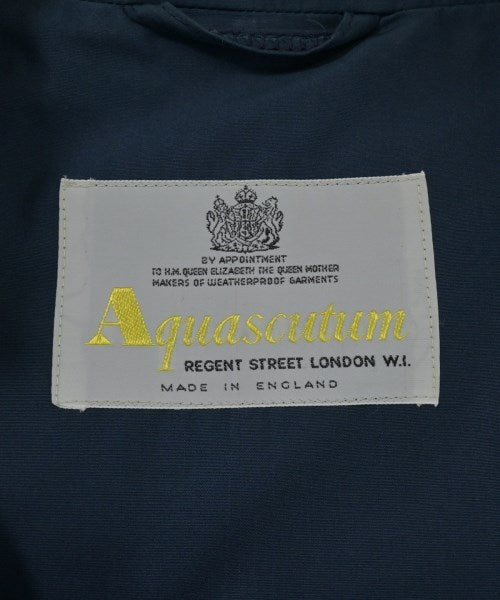 BY APPOINTMENT
TO H.M. QUEEN ELIZABETH THE QUEEN MOTHER
MAKERS OF WEATHERPROOF GARMENTS
Aquascutum
REGENT STREET LONDON W.I.
MADE IN ENGLAND